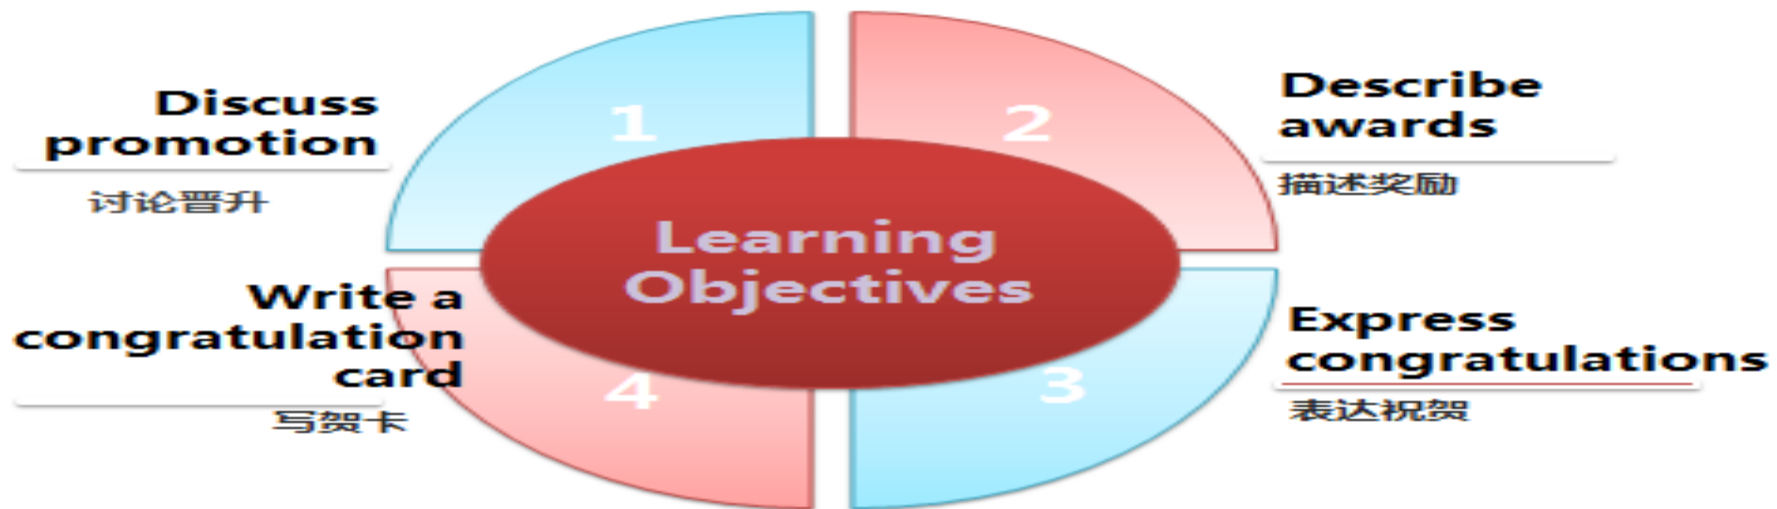 Learning
Objectives
1
Discuss
promotion
讨论晋升
2
Describe
awards
描述奖励
3
Express
congratulations
表达祝贺
4
Write a
congratulation
card
写贺卡